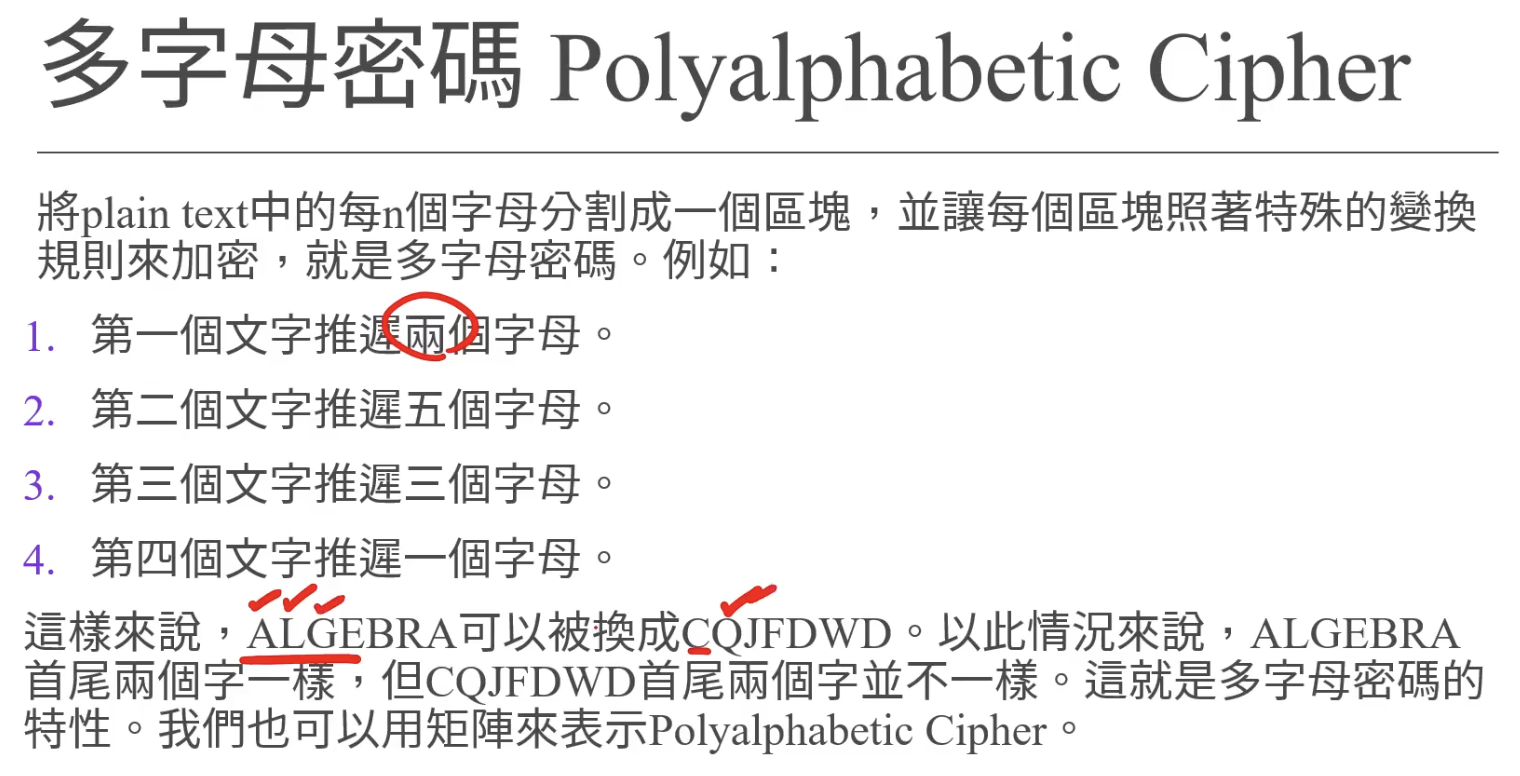 多字母密碼 Polyalphabetic Cipher
將plain text中的每n個字母分割成一個區塊，並讓每個區塊照著特殊的變換
規則來加密，就是多字母密碼。例如：
1. 第一個文字推遲兩個字母。
2. 第二個文字推遲五個字母。
3. 第三個文字推遲三個字母。
4. 第四個文字推遲一個字母。
這樣來說，ALGEBRA可以被換成CQJFDWD。以此情況來說，ALGEBRA
首尾兩個字一樣，但CQJFDWD首尾兩個字並不一樣。這就是多字母密碼的
特性。我們也可以用矩陣來表示Polyalphabetic Cipher。